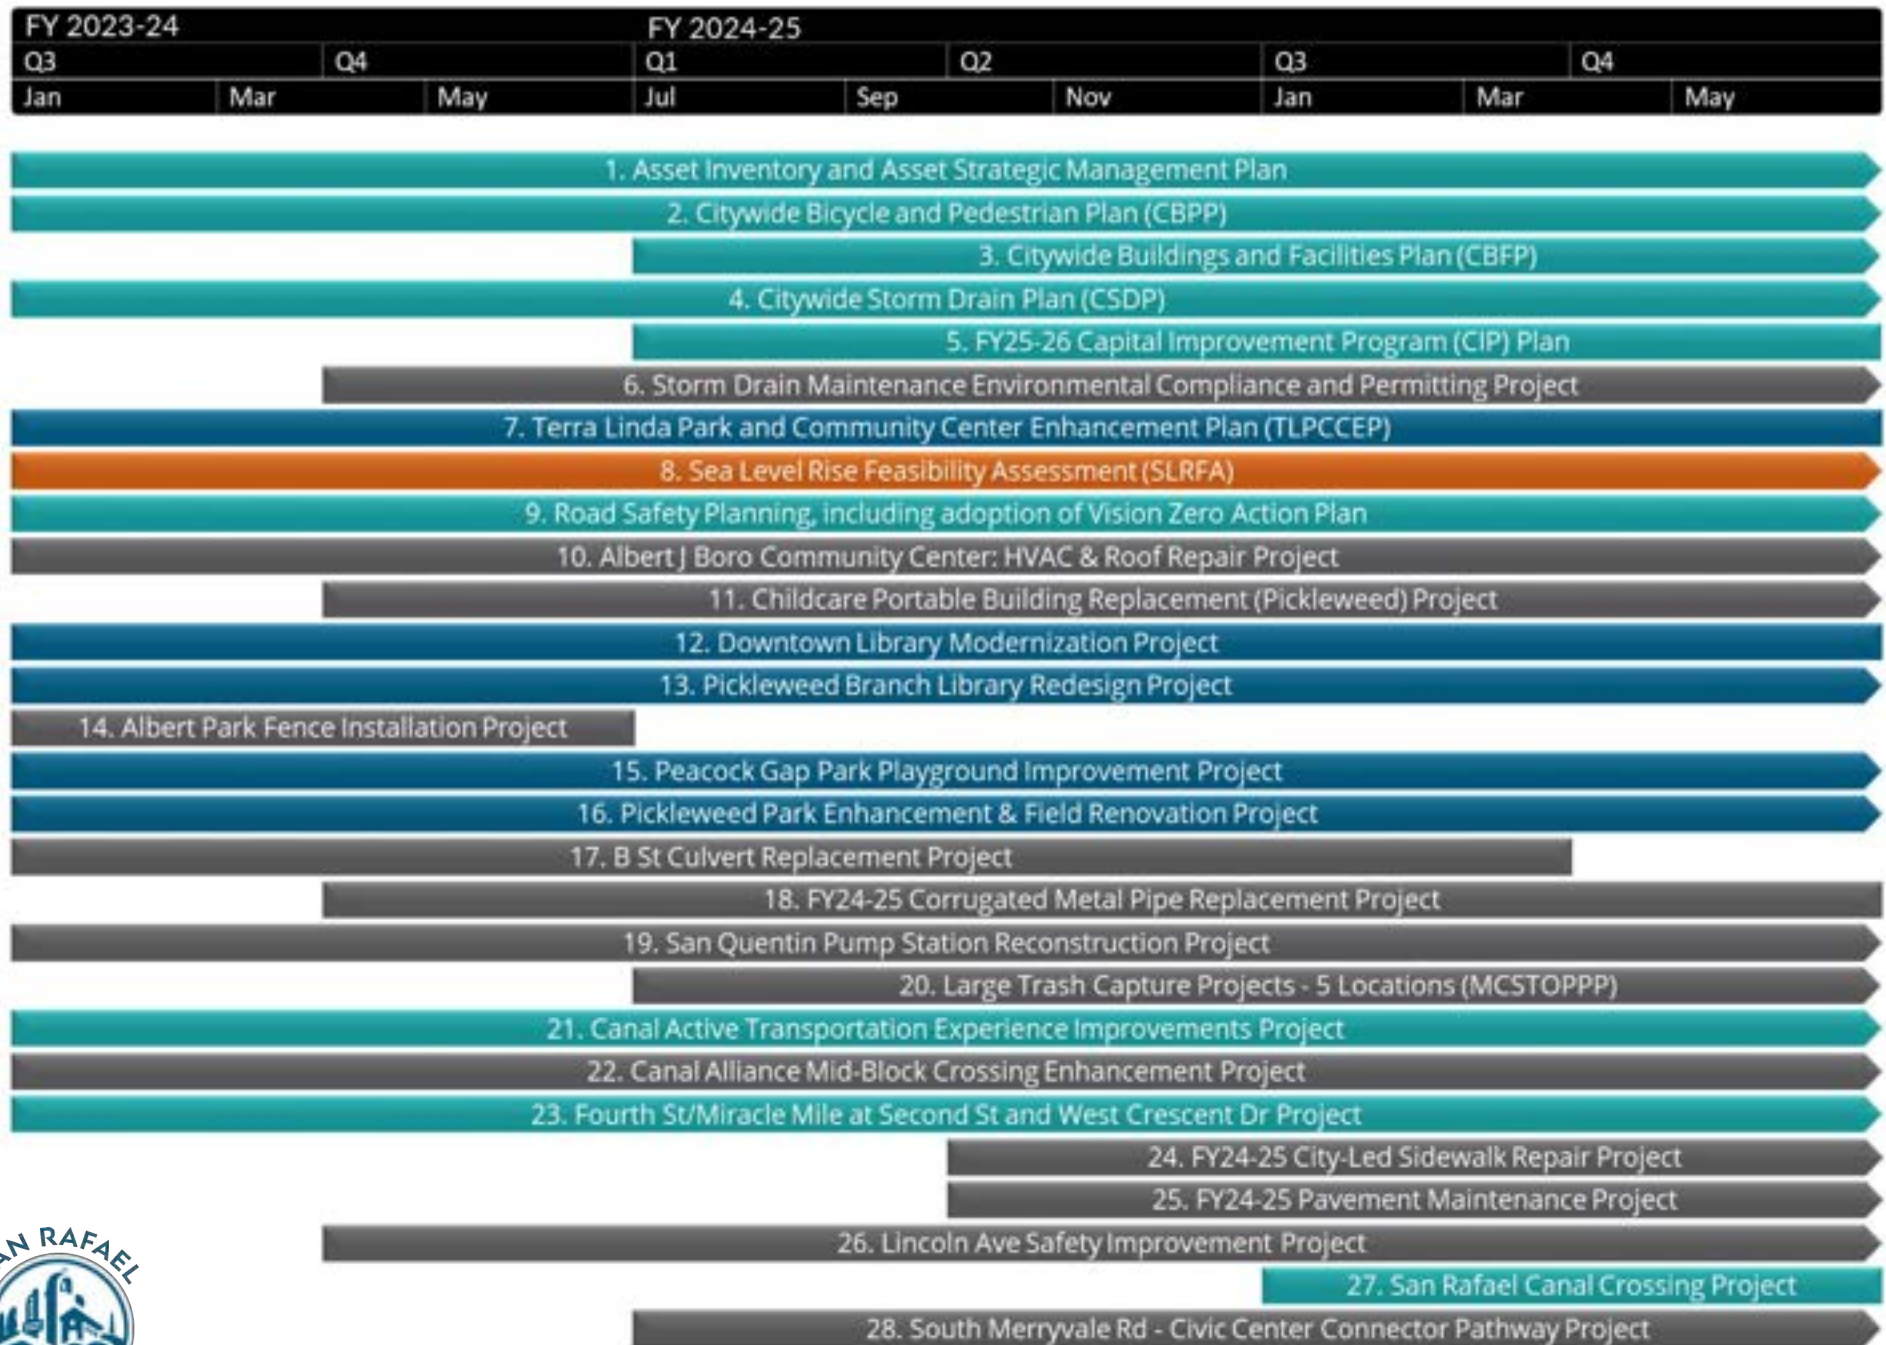 FY 2023-24 FY 2024-25
Q3 Q4 Q1 Q2 Q3 Q4
Jan Mar May Jul Sep Nov Jan Mar May
1. Asset Inventory and Asset Strategic Management Plan
2. Citywide Bicycle and Pedestrian Plan (CBPP)
3. Citywide Buildings and Facilities Plan (CBFP)
4. Citywide Storm Drain Plan (CSDP)
5. FY25-26 Capital Improvement Program (CIP) Plan
6. Storm Drain Maintenance Environmental Compliance and Permitting Project
7. Terra Linda Park and Community Center Enhancement Plan (TLPCCEP)
8. Sea Level Rise Feasibility Assessment (SLRFA)
9. Road Safety Planning, including adoption of Vision Zero Action Plan
10. Albert J Boro Community Center: HVAC & Roof Repair Project
11. Childcare Portable Building Replacement (Pickleweed) Project
12. Downtown Library Modernization Project
13. Pickleweed Branch Library Redesign Project
14. Albert Park Fence Installation Project
15. Peacock Gap Park Playground Improvement Project
16. Pickleweed Park Enhancement & Field Renovation Project
17. B St Culvert Replacement Project
18. FY24-25 Corrugated Metal Pipe Replacement Project
19. San Quentin Pump Station Reconstruction Project
20. Large Trash Capture Projects - 5 Locations (MCSTOPPP)
21. Canal Active Transportation Experience Improvements Project
22. Canal Alliance Mid-Block Crossing Enhancement Project
23. Fourth St/Miracle Mile at Second St and West Crescent Dr Project
24. FY24-25 City-Led Sidewalk Repair Project
25. FY24-25 Pavement Maintenance Project
26. Lincoln Ave Safety Improvement Project
27. San Rafael Canal Crossing Project
28. South Merryvale Rd - Civic Center Connector Pathway Project
RAFAEL